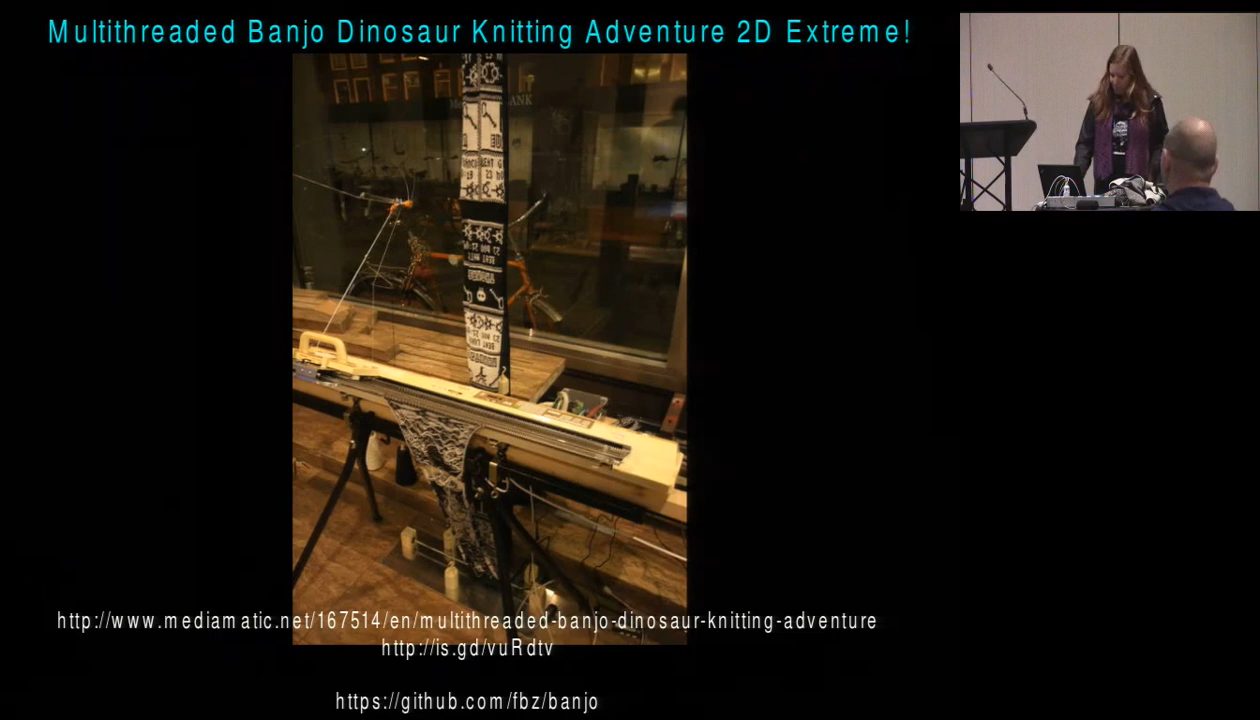 Multithreaded Banjo Dinosaur Knitting Adventure 2D Extreme!
BANK
http://www.mediamatic.net/167514/en/multithreaded-banjo-dinosaur-knitting-adventure
http://is.gd/vuRdtv
https://github.com/fbz/banjo